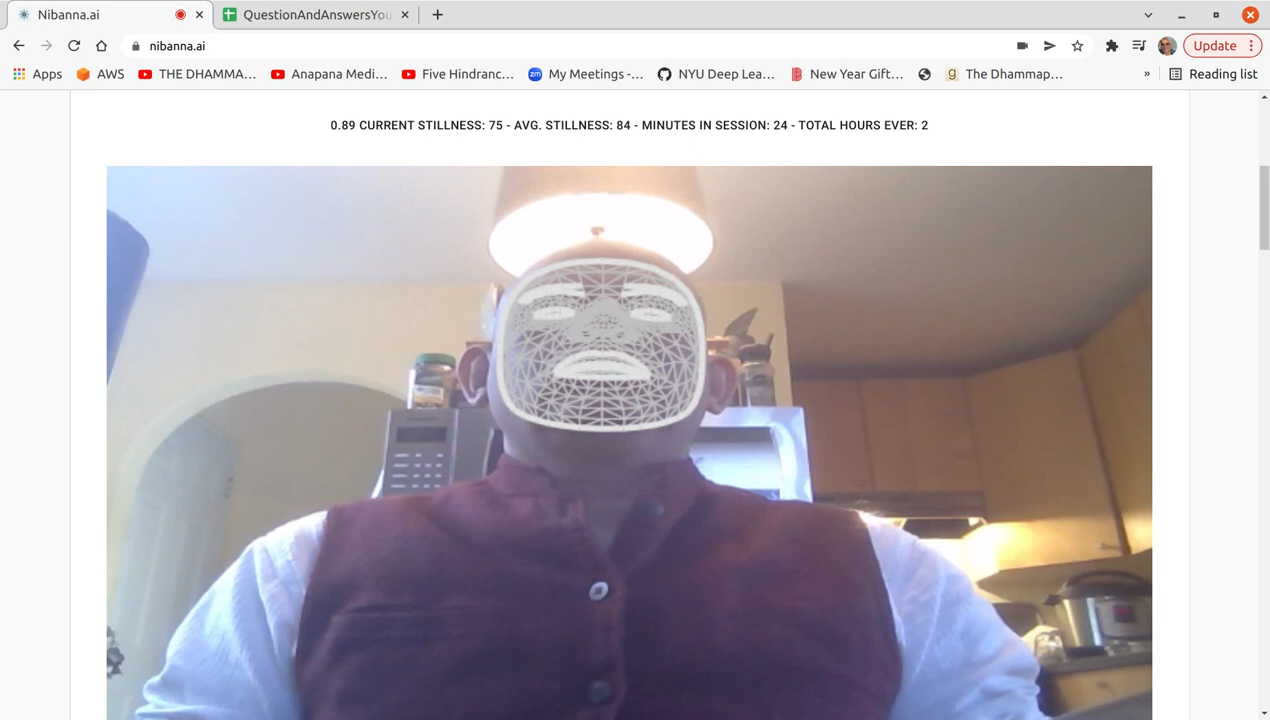 Nibanna.ai
QuestionAndAnswersYou
nibanna.ai
Update
Apps
AWS
THE DHAMMA...
Anapana Medi...
Five Hindranc...
zm My Meetings -...
NYU Deep Lea...
New Year Gift...
g The Dhammap...
»
Reading list
0.89 CURRENT STILLNESS: 75 - AVG. STILLNESS: 84 - MINUTES IN SESSION: 24 - TOTAL HOURS EVER: 2